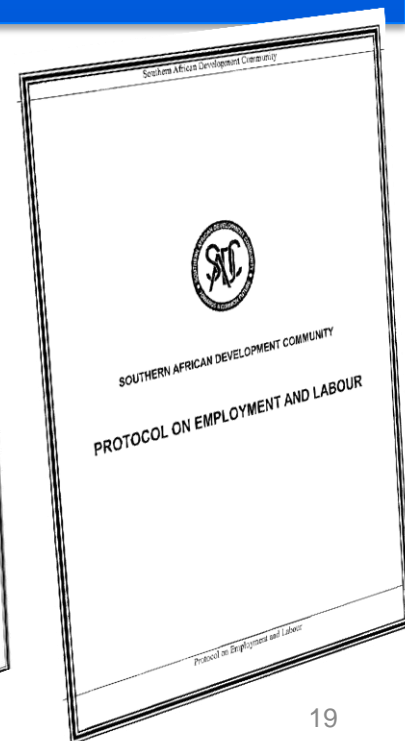 Southern African Development Community
SADC
SOUTHERN AFRICAN DEVELOPMENT COMMUNITY
PROTOCOL ON EMPLOYMENT AND LABOUR
Protocol on Employment and Labour
19